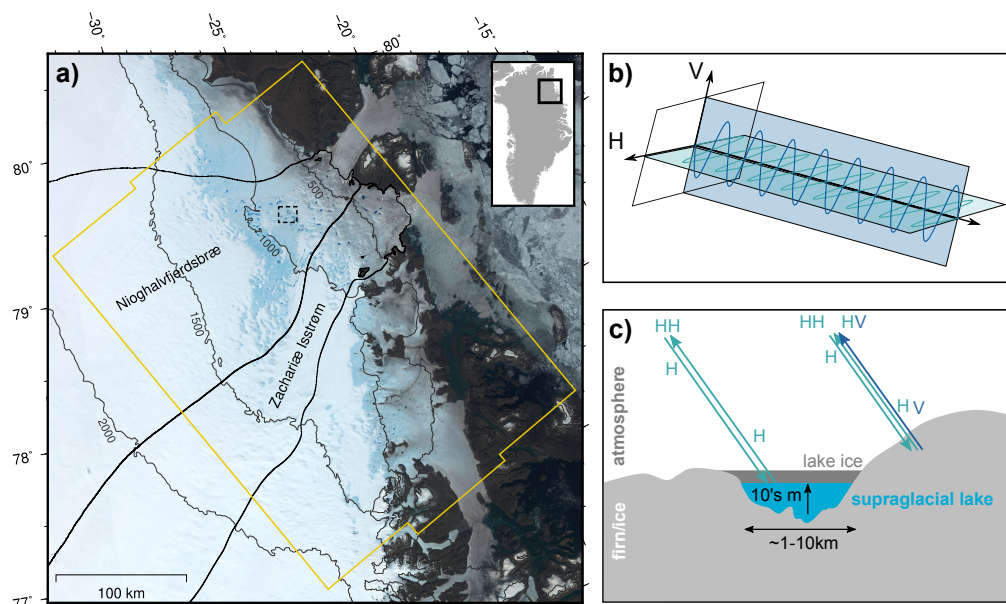 a)
-30°
-25°
-20°
80°
-15°
80°
79°
78°
77°
500
1000
1500
2000
Nioghalvfjerdsbræ
Zachariæ Isstrøm
100 km
b)
V
H
c)
HH
H
H
HH
HV
H
H
V
atmosphere
firn/ice
lake ice
10's m
supraglacial lake
~1-10km